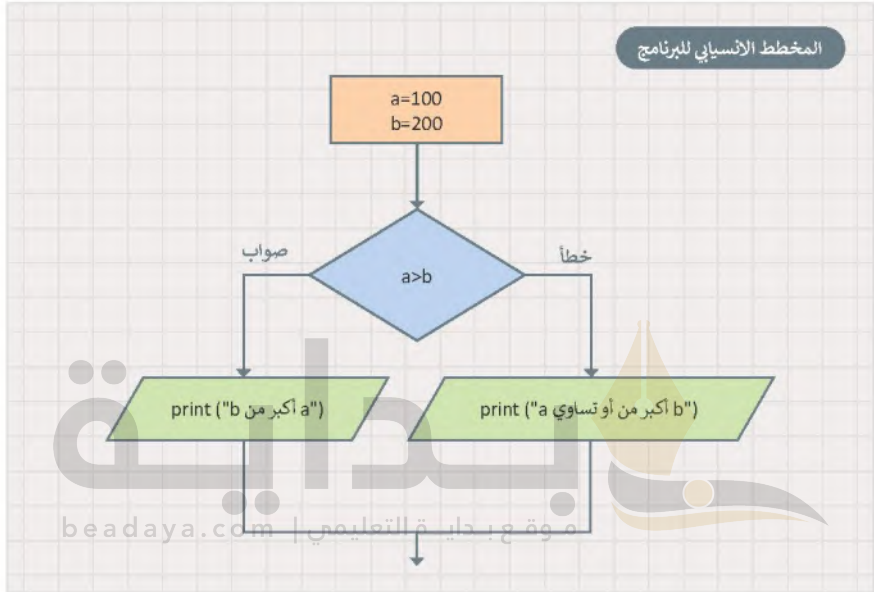 المخطط الانسيابي للبرنامج
a=100
b=200
a>b
صواب
خطأ
print ("b أكبر من a")
print ("a أكبر من أو تساوي b")
بداية
beadaya.com | موقع بداية التعليمي